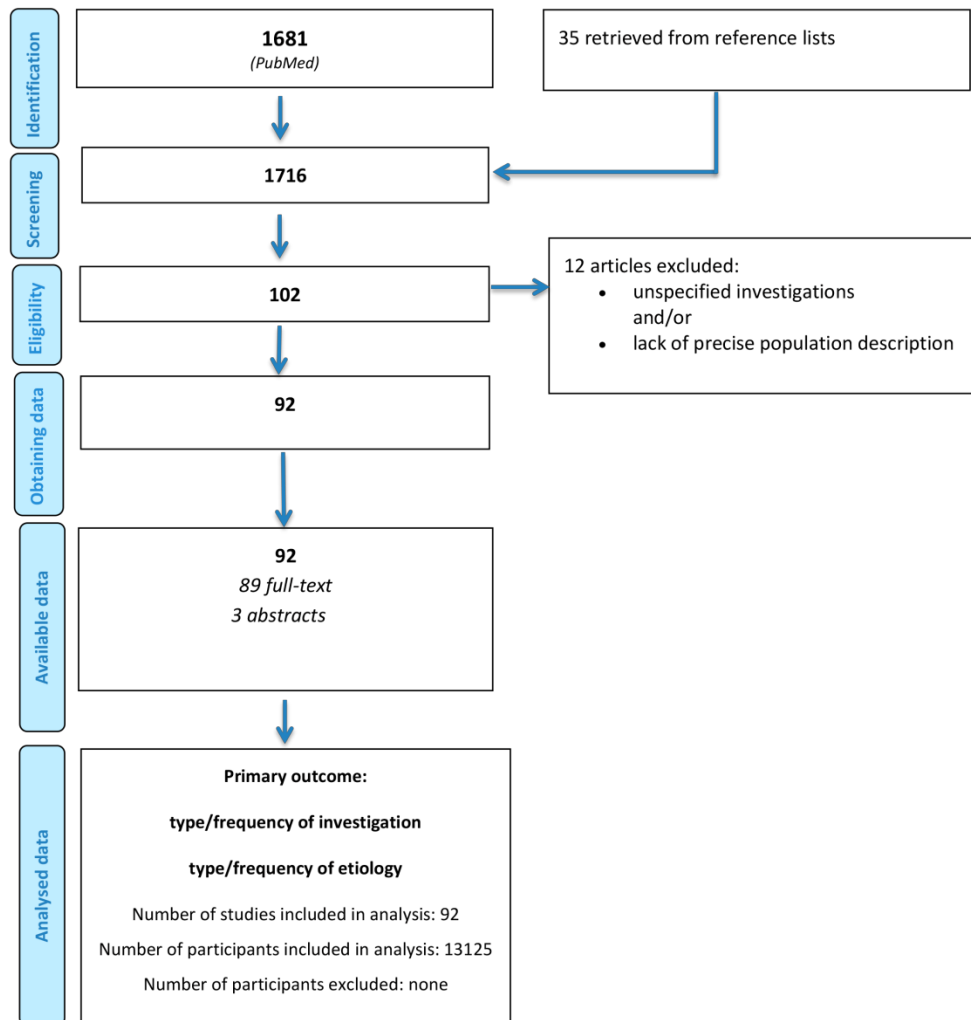 Identification
1681
(PubMed)
35 retrieved from reference lists
Screening
1716
Eligibility
102
12 articles excluded:
• unspecified investigations
and/or
• lack of precise population description
Obtaining data
92
Available data
92
89 full-text
3 abstracts
Analysed data
Primary outcome:
type/frequency of investigation
type/frequency of etiology
Number of studies included in analysis: 92
Number of participants included in analysis: 13125
Number of participants excluded: none